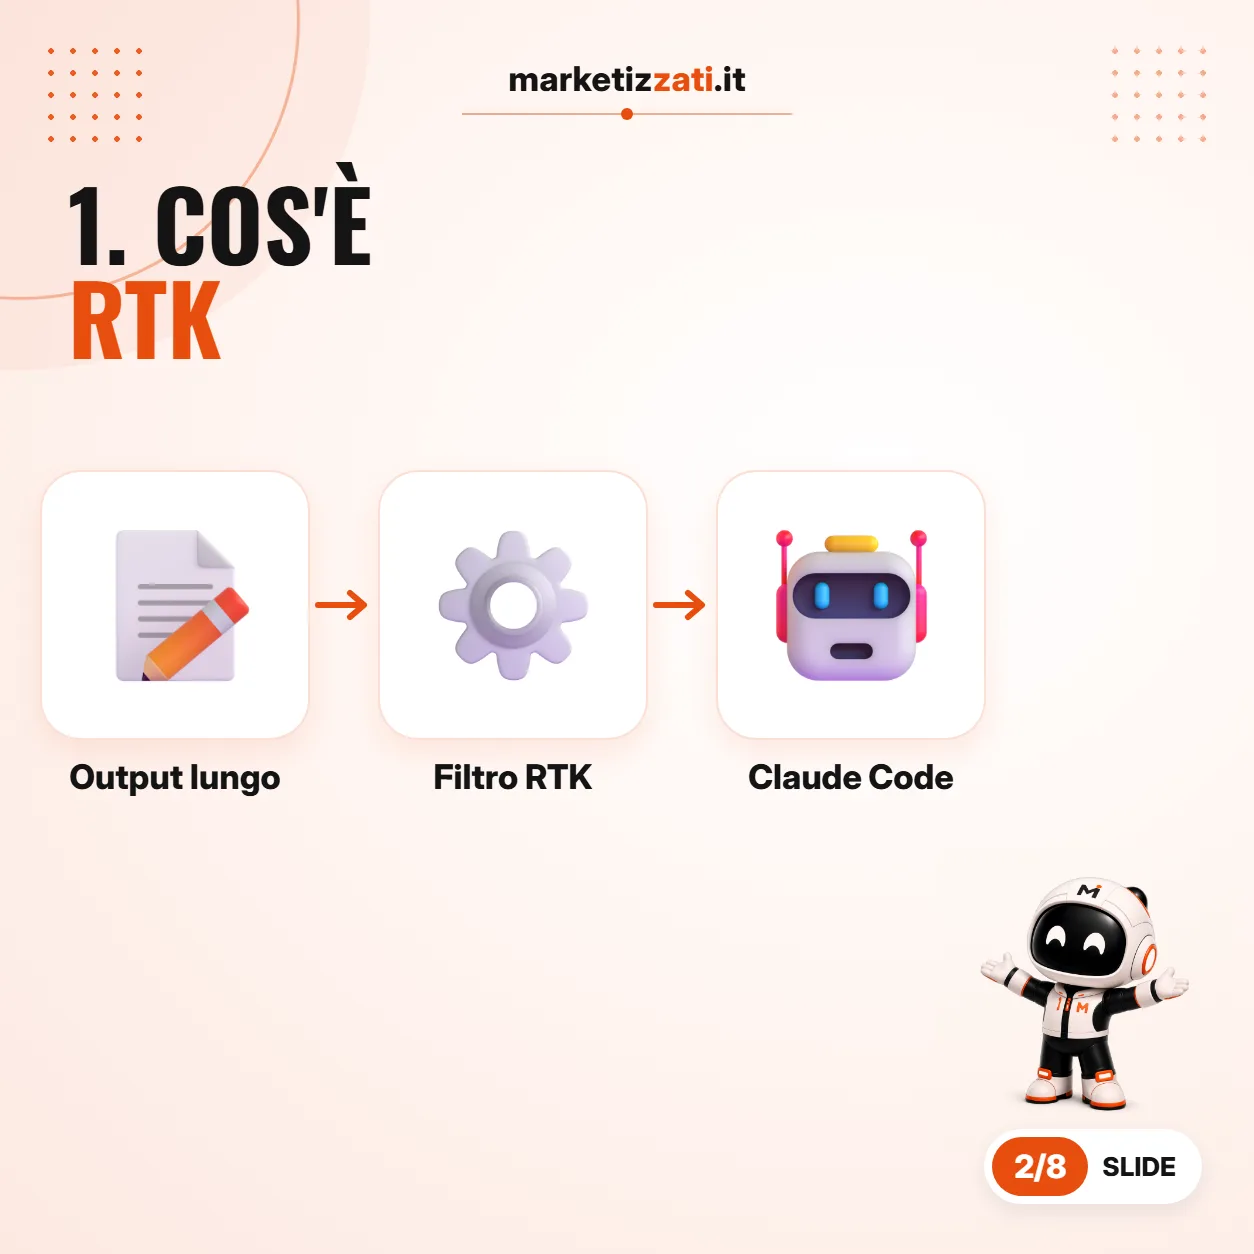 marketizzati.it
1. COS'È
RTK
Output lungo
Filtro RTK
Claude Code
2/8 SLIDE